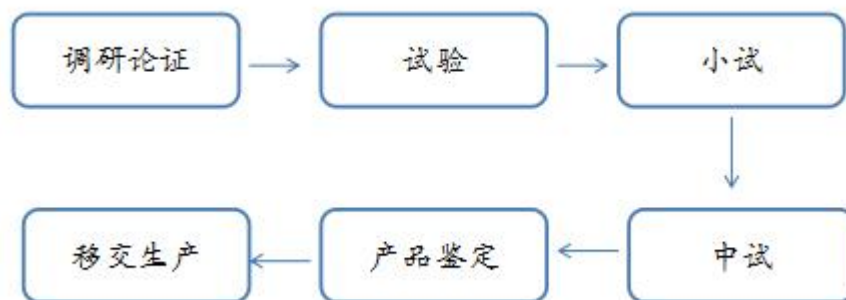 调研论证
试验
小试
中试
产品鉴定
移交生产